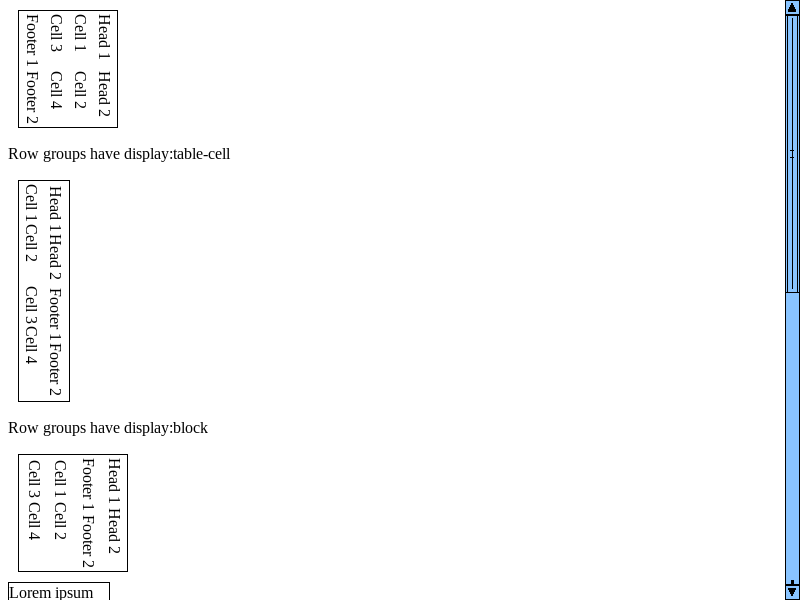 Head 1 Head 2
Cell 1 Cell 2
Cell 3 Cell 4
Footer 1 Footer 2
Row groups have display:table-cell
Head 1 Head 2 Footer 1 Footer 2
Cell 1 Cell 2 Cell 3 Cell 4
Row groups have display:block
Head 1 Head 2
Footer 1 Footer 2
Cell 1 Cell 2
Cell 3 Cell 4
Lorem ipsum